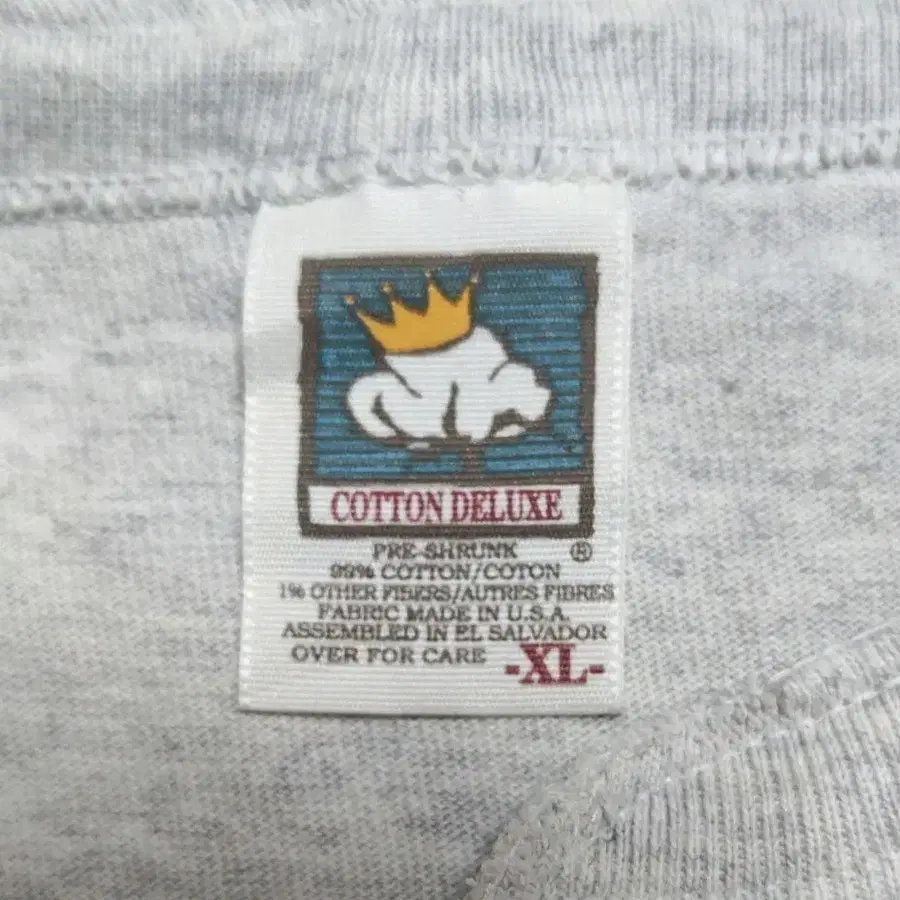 COTTON DELUXE
®
PRE-SHRUNK
99% COTTON/COTON
1% OTHER FIBERS/AUTRES FIBRES
FABRIC MADE IN U.S.A.
ASSEMBLED IN EL SALVADOR
OVER FOR CARE -XL-